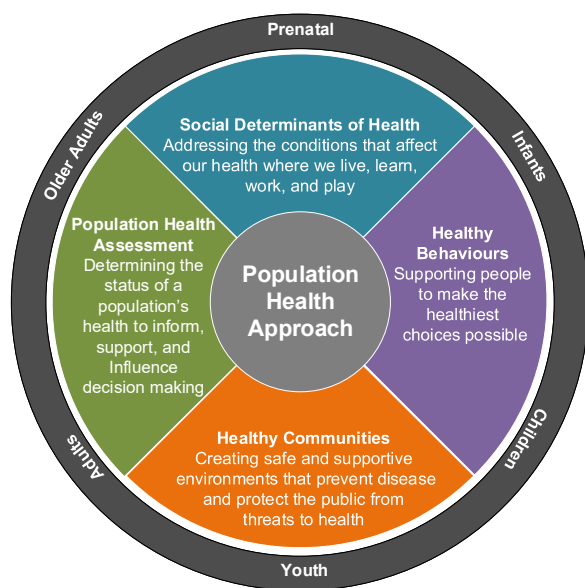 Prenatal
Infants
Children
Youth
Adults
Older Adults
Social Determinants of Health
Addressing the conditions that affect
our health where we live, learn,
work, and play
Healthy
Behaviours
Supporting people
to make the
healthiest
choices possible
Healthy Communities
Creating safe and supportive
environments that prevent disease
and protect the public from
threats to health
Population Health
Assessment
Determining the
status of a
population’s
health to inform,
support, and
Influence
decision making
Population
Health
Approach